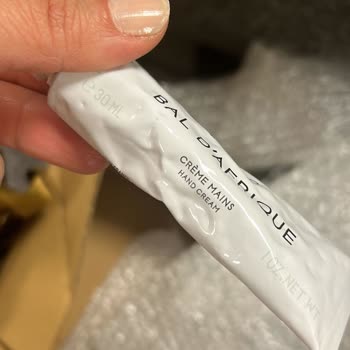 ℮ 30 ML
BAL D'AFRIQUE
CRÈME MAINS
HAND CREAM
1 OZ. NET WT